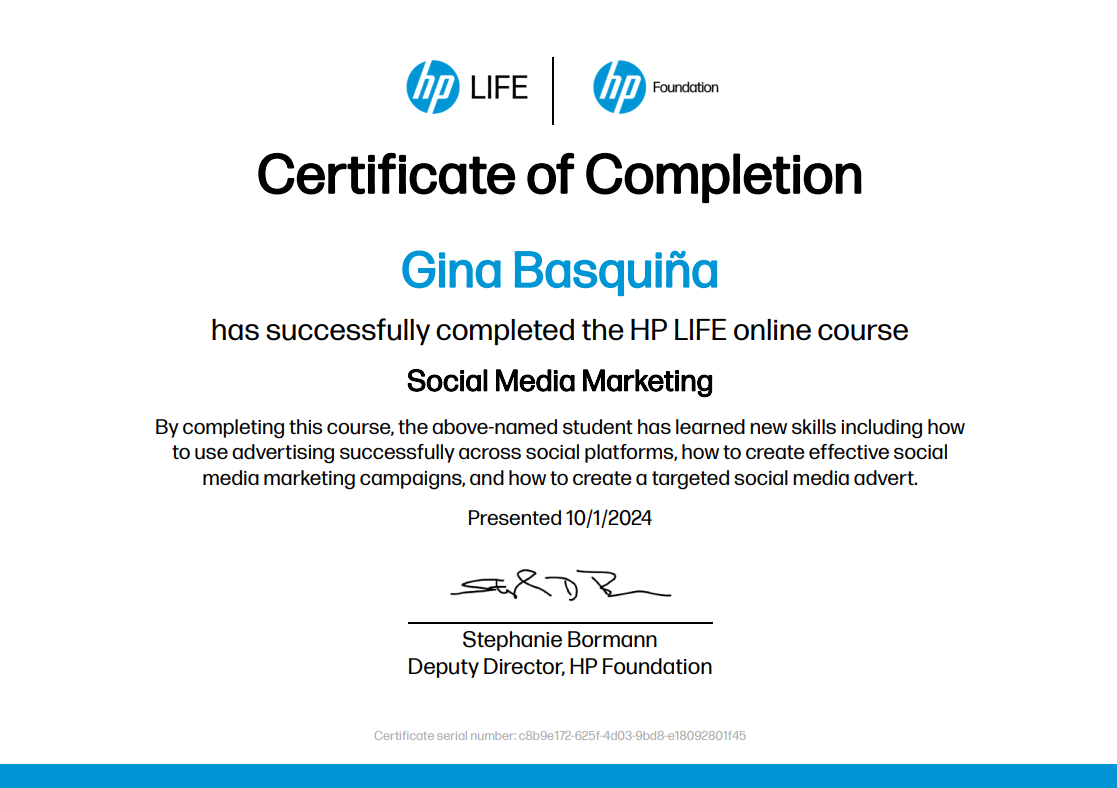 hp LIFE
hp Foundation
Certificate of Completion
Gina Basquiña
has successfully completed the HP LIFE online course
Social Media Marketing
By completing this course, the above-named student has learned new skills including how
to use advertising successfully across social platforms, how to create effective social
media marketing campaigns, and how to create a targeted social media advert.
Presented 10/1/2024
Stephanie Bormann
Deputy Director, HP Foundation
Certificate serial number: c8b9e172-625f-4d03-9bd8-e18092801f45